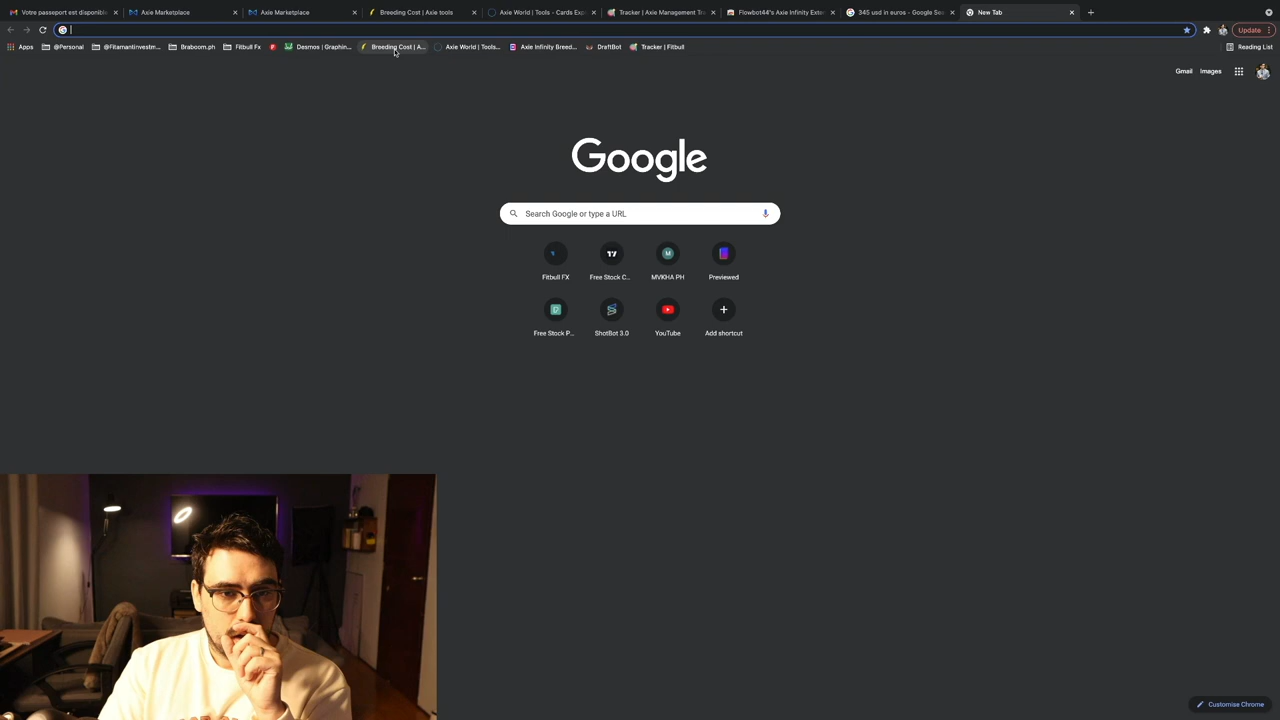 Votre passeport est disponible
Axie Marketplace
Axie Marketplace
Breeding Cost | Axie tools
Axie World | Tools - Cards Exp
Tracker | Axie Management Tr
Flowbot44's Axie Infinity Exte
345 usd in euros - Google Se
New Tab
Update
Apps
@Personal
@Fitamantinvestm...
Braboom.ph
Fitbull Fx
Desmos | Graphin...
Breeding Cost | A...
Axie World | Tools...
Axie Infinity Breed...
DraftBot
Tracker | Fitbull
Reading List
Gmail
Images
Google
Search Google or type a URL
Fitbull FX
Free Stock C...
MVKHA PH
Previewed
Free Stock P...
ShotBot 3.0
YouTube
Add shortcut
Customise Chrome